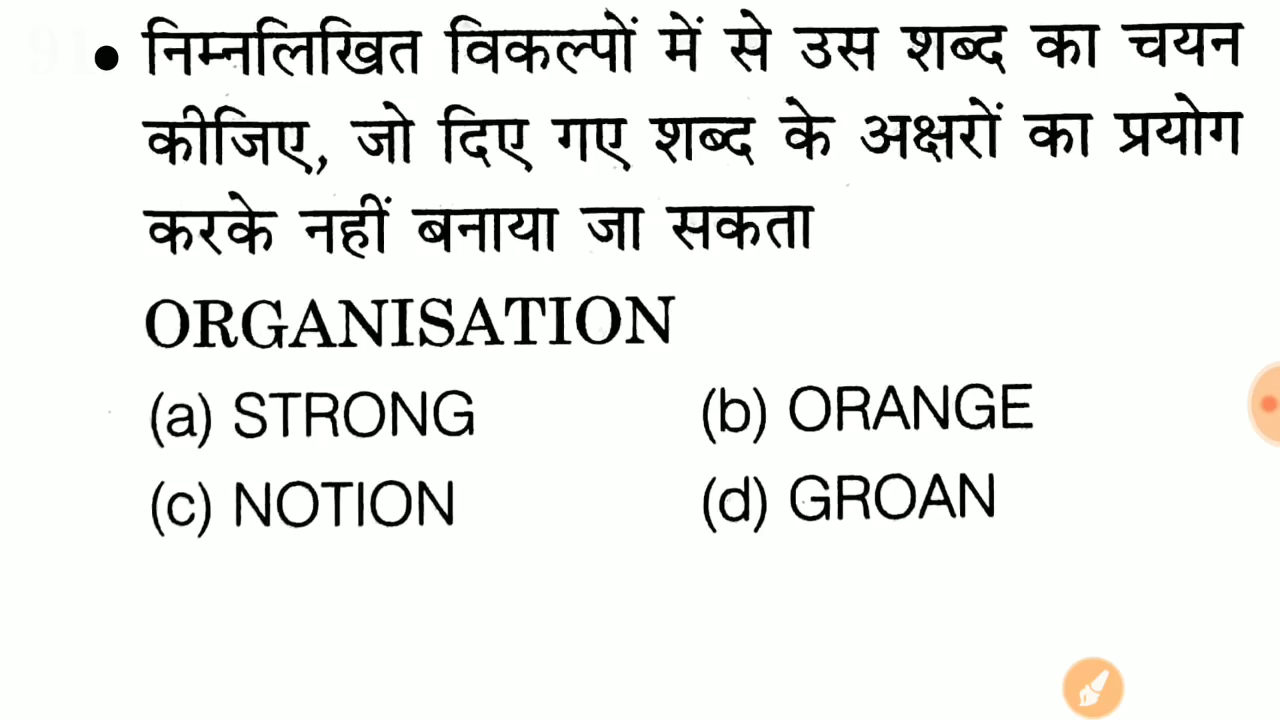 • निम्नलिखित विकल्पों में से उस शब्द का चयन
कीजिए, जो दिए गए शब्द के अक्षरों का प्रयोग
करके नहीं बनाया जा सकता
ORGANISATION
(a) STRONG (b) ORANGE
(c) NOTION (d) GROAN